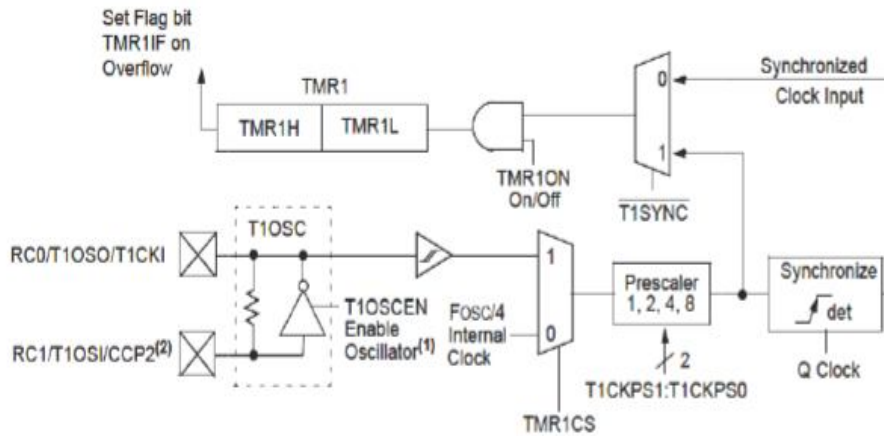 Set Flag bit
TMR1IF on
Overflow
TMR1
TMR1H
TMR1L
TMR1ON
On/Off
0
1
T1SYNC
Synchronized
Clock Input
RC0/T1OSO/T1CKI
T1OSC
T1OSCEN
Enable
Oscillator(1)
RC1/T1OSI/CCP2(2)
FOSC/4
Internal
Clock
1
0
TMR1CS
Prescaler
1, 2, 4, 8
2
T1CKPS1:T1CKPS0
Synchronize
det
Q Clock